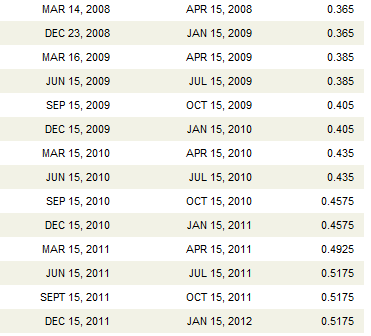 MAR 14, 2008 APR 15, 2008 0.365
DEC 23, 2008 JAN 15, 2009 0.365
MAR 16, 2009 APR 15, 2009 0.385
JUN 15, 2009 JUL 15, 2009 0.385
SEP 15, 2009 OCT 15, 2009 0.405
DEC 15, 2009 JAN 15, 2010 0.405
MAR 15, 2010 APR 15, 2010 0.435
JUN 15, 2010 JUL 15, 2010 0.435
SEP 15, 2010 OCT 15, 2010 0.4575
DEC 15, 2010 JAN 15, 2011 0.4575
MAR 15, 2011 APR 15, 2011 0.4925
JUN 15, 2011 JUL 15, 2011 0.5175
SEPT 15, 2011 OCT 15, 2011 0.5175
DEC 15, 2011 JAN 15, 2012 0.5175